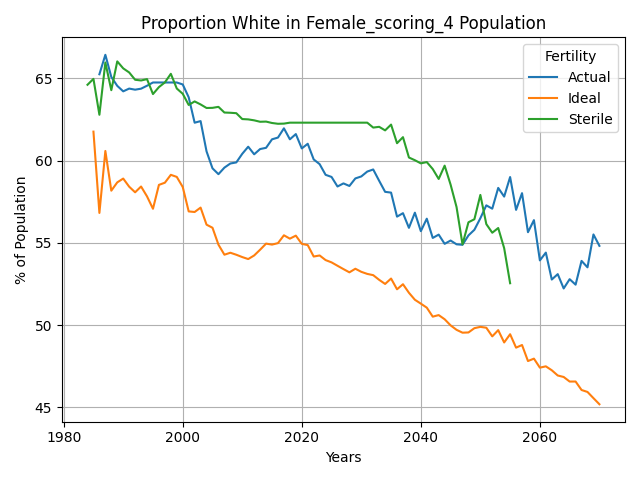 Proportion White in Female_scoring_4 Population
% of Population
65
60
55
50
45
Fertility
Actual
Ideal
Sterile
1980
2000
2020
2040
2060
Years